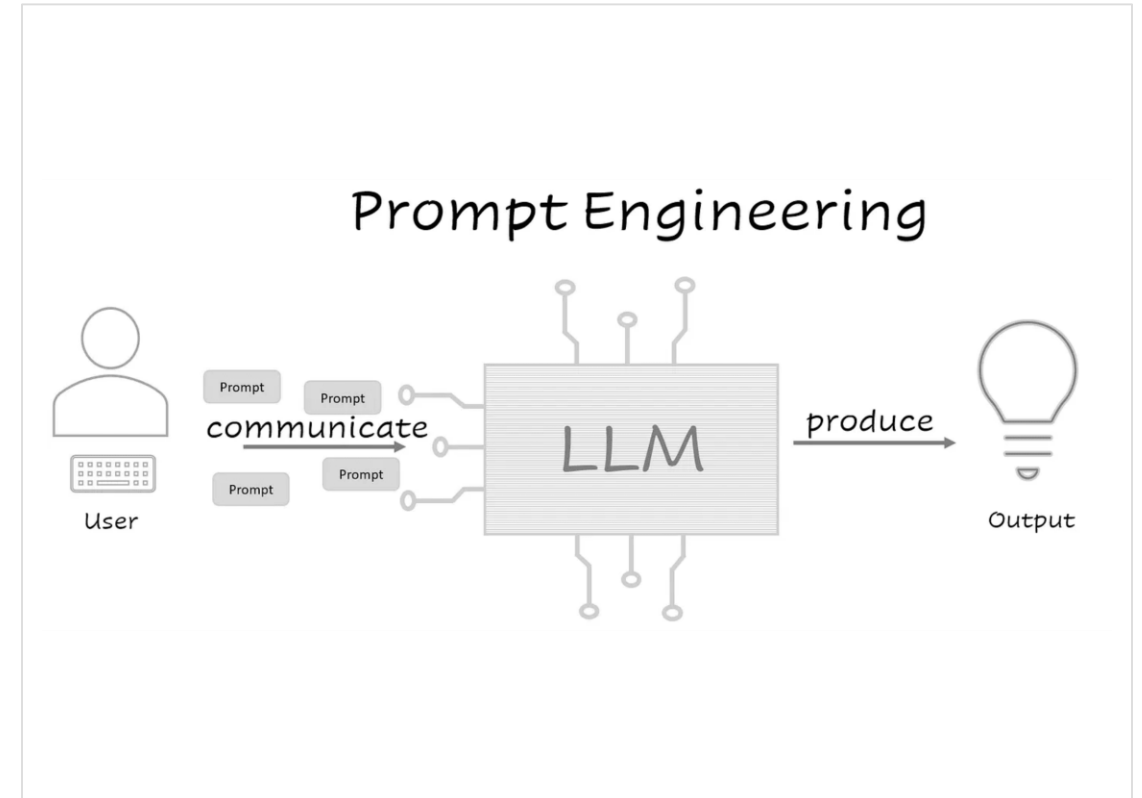 Prompt Engineering
Prompt
Prompt
communicate
Prompt
Prompt
User
LLM
produce
Output